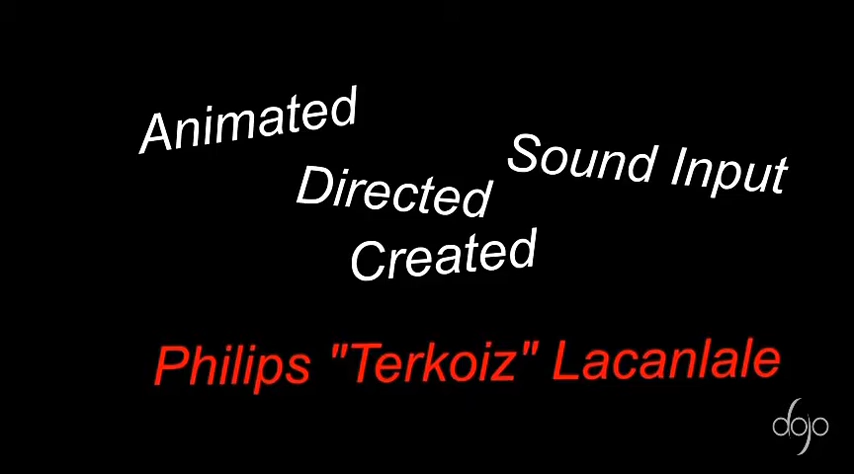 Animated
Sound Input
Directed
Created
Philips "Terkoiz" Lacanlale
dojo